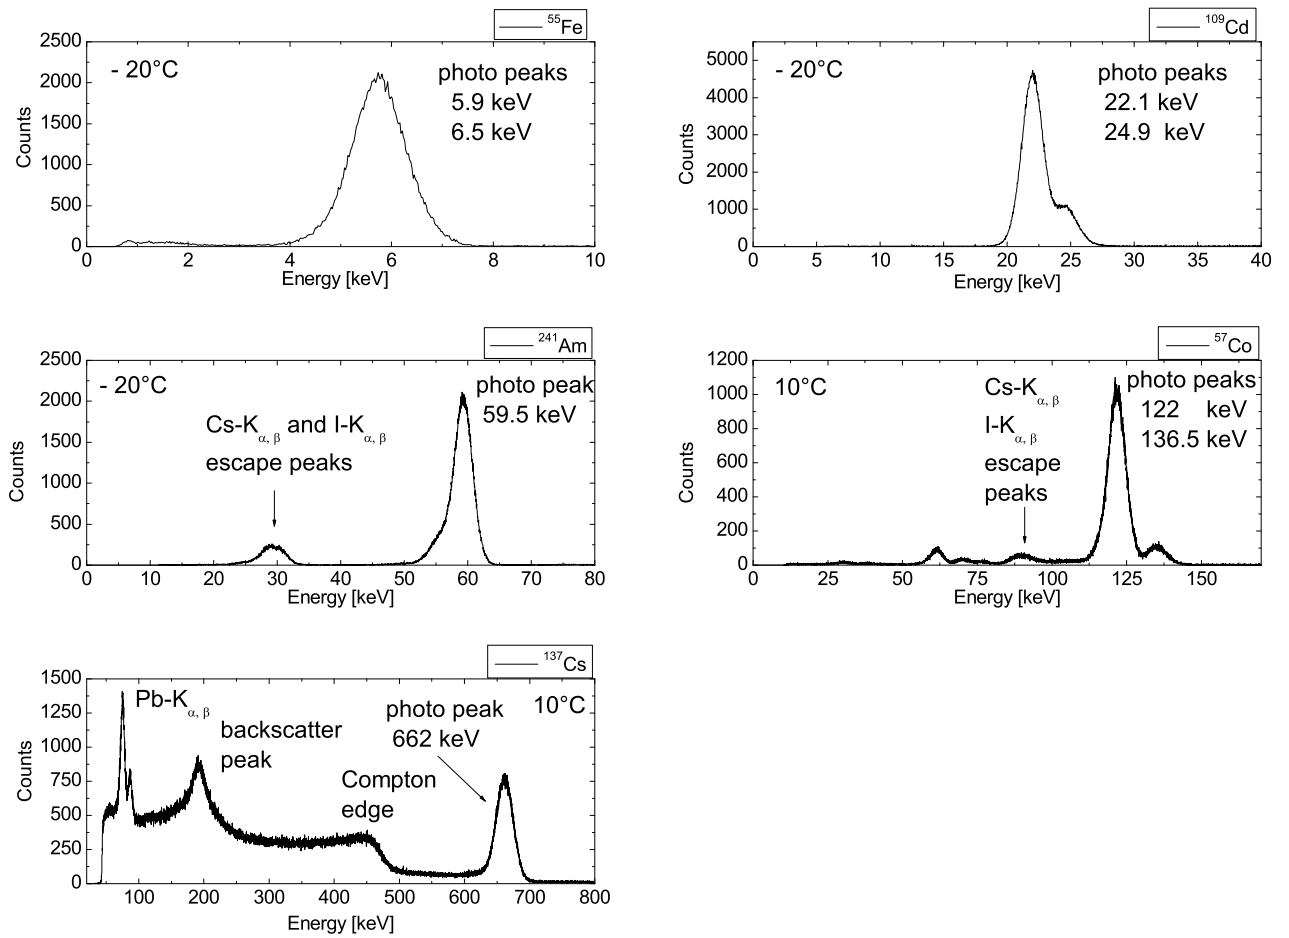 ⁵⁵Fe
2500
2000
1500
1000
500
0
Counts
- 20°C
photo peaks
5.9 keV
6.5 keV
0 2 4 6 8 10
Energy [keV]
¹⁰⁹Cd
5000
4000
3000
2000
1000
0
Counts
- 20°C
photo peaks
22.1 keV
24.9 keV
0 5 10 15 20 25 30 35 40
Energy [keV]
²⁴¹Am
2500
2000
1500
1000
500
0
Counts
- 20°C
photo peak
59.5 keV
Cs-K α, β and I-K α, β
escape peaks
0 10 20 30 40 50 60 70 80
Energy [keV]
⁵⁷Co
1200
1000
800
600
400
200
0
Counts
10°C
Cs-K α, β
I-K α, β
escape
peaks
photo peaks
122 keV
136.5 keV
0 25 50 75 100 125 150
Energy [keV]
¹³⁷Cs
1500
1250
1000
750
500
250
0
Counts
Pb-K α, β
backscatter
peak
photo peak
662 keV
10°C
Compton
edge
100 200 300 400 500 600 700 800
Energy [keV]